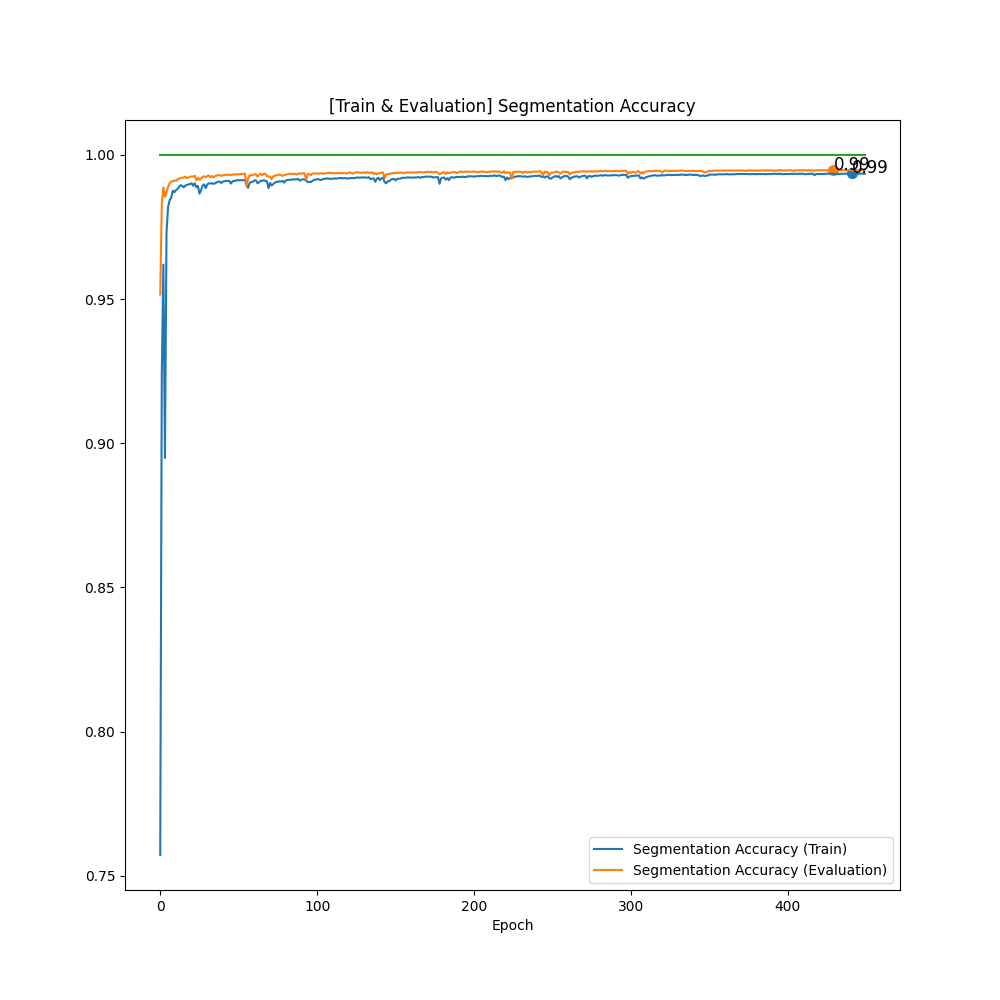 [Train & Evaluation] Segmentation Accuracy
1.00
0.95
0.90
0.85
0.80
0.75
0.99
0.99
Segmentation Accuracy (Train)
Segmentation Accuracy (Evaluation)
0 100 200 300 400
Epoch